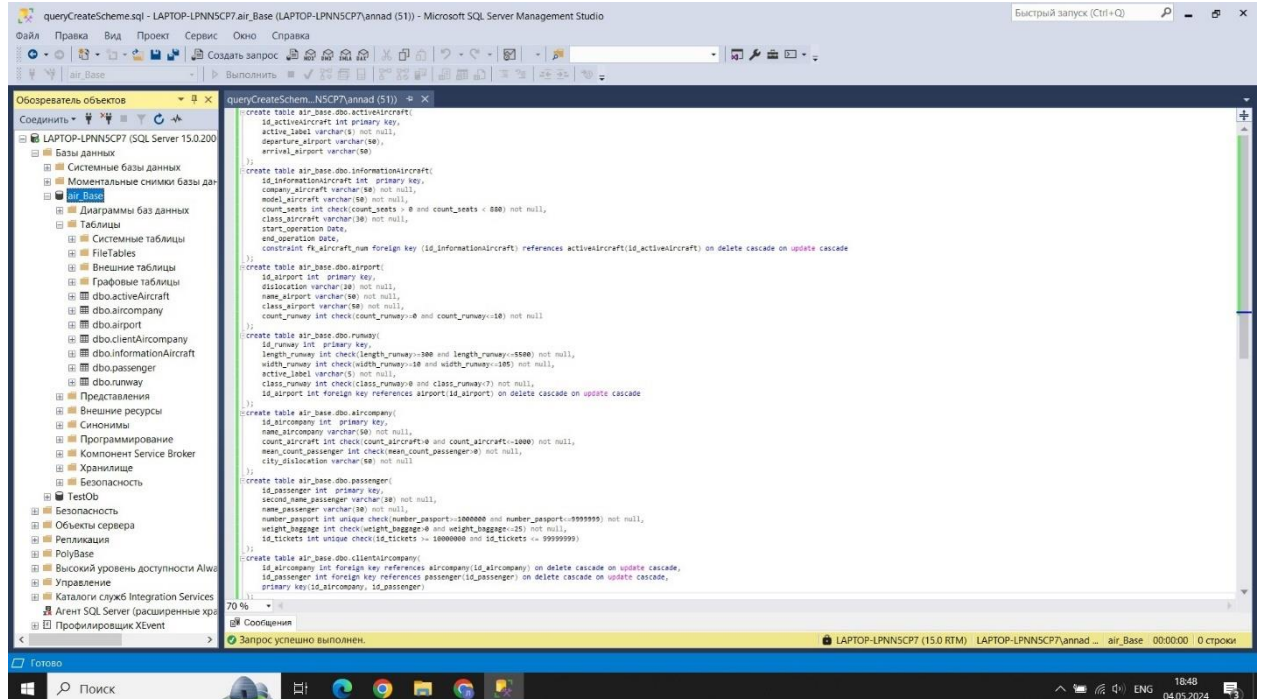 queryCreateScheme.sql - LAPTOP-LPNN5CP7.air_Base (LAPTOP-LPNN5CP7\annad (51)) - Microsoft SQL Server Management Studio
Быстрый запуск (Ctrl+Q)
Файл Правка Вид Проект Сервис Окно Справка
Создать запрос
air_Base
Выполнить
Обозреватель объектов
queryCreateSchem...N5CP7\annad (51))
Соединить
LAPTOP-LPNN5CP7 (SQL Server 15.0.200
Базы данных
Системные базы данных
Моментальные снимки базы дан
air_Base
Диаграммы баз данных
Таблицы
Системные таблицы
FileTables
Внешние таблицы
Графовые таблицы
dbo.activeAircraft
dbo.aircompany
dbo.airport
dbo.clientAircompany
dbo.informationAircraft
dbo.passenger
dbo.runway
Представления
Внешние ресурсы
Синонимы
Программирование
Компонент Service Broker
Хранилище
Безопасность
TestOb
Безопасность
Объекты сервера
Репликация
PolyBase
Высокий уровень доступности Alwa
Управление
Каталоги служб Integration Services
Агент SQL Server (расширенные хра
Профилировщик XEvent
create table air_base.dbo.activeAircraft(
id_activeAircraft int primary key,
active_label varchar(5) not null,
departure_airport varchar(50),
arrival_airport varchar(50)
);
create table air_base.dbo.informationAircraft(
id_informationAircraft int primary key,
company_aircraft varchar(50) not null,
model_aircraft varchar(50) not null,
count_seats int check(count_seats > 0 and count_seats < 880) not null,
class_aircraft varchar(30) not null,
start_operation Date,
end_operation Date,
constraint fk_aircraft_num foreign key (id_informationAircraft) references activeAircraft(id_activeAircraft) on delete cascade on update cascade
);
create table air_base.dbo.airport(
id_airport int primary key,
dislocation varchar(30) not null,
name_airport varchar(50) not null,
class_airport varchar(50) not null,
count_runway int check(count_runway>=0 and count_runway<=10) not null
);
create table air_base.dbo.runway(
id_runway int primary key,
length_runway int check(length_runway>=300 and length_runway<=5500) not null,
width_runway int check(width_runway>=10 and width_runway<=105) not null,
active_label varchar(5) not null,
class_runway int check(class_runway>0 and class_runway<7) not null,
id_airport int foreign key references airport(id_airport) on delete cascade on update cascade
);
create table air_base.dbo.aircompany(
id_aircompany int primary key,
name_aircompany varchar(50) not null,
count_aircraft int check(count_aircraft>0 and count_aircraft<=1000) not null,
mean_count_passenger int check(mean_count_passenger>0) not null,
city_dislocation varchar(50) not null
);
create table air_base.dbo.passenger(
id_passenger int primary key,
second_name_passenger varchar(30) not null,
name_passenger varchar(30) not null,
number_pasport int unique check(number_pasport>=1000000 and number_pasport<=9999999) not null,
weight_baggage int check(weight_baggage>0 and weight_baggage<=25) not null,
id_tickets int unique check(id_tickets >= 10000000 and id_tickets <= 99999999)
);
create table air_base.dbo.clientAircompany(
id_aircompany int foreign key references aircompany(id_aircompany) on delete cascade on update cascade,
id_passenger int foreign key references passenger(id_passenger) on delete cascade on update cascade,
primary key(id_aircompany, id_passenger)
);
70 %
Сообщения
Запрос успешно выполнен.
LAPTOP-LPNN5CP7 (15.0 RTM) LAPTOP-LPNN5CP7\annad ... air_Base 00:00:00 0 строки
Готово
Поиск
ENG
18:48
04.05.2024
3